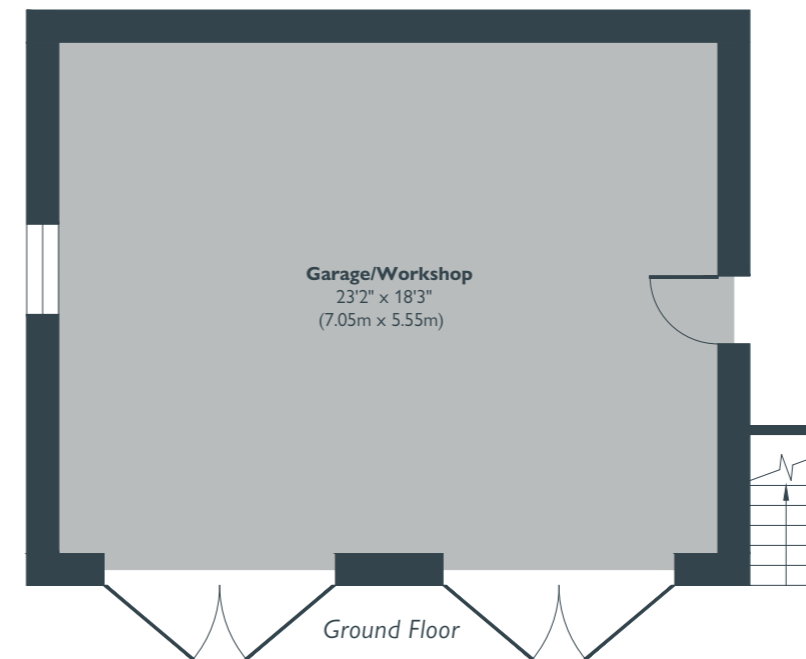 Garage/Workshop
23'2" x 18'3"
(7.05m x 5.55m)
Ground Floor